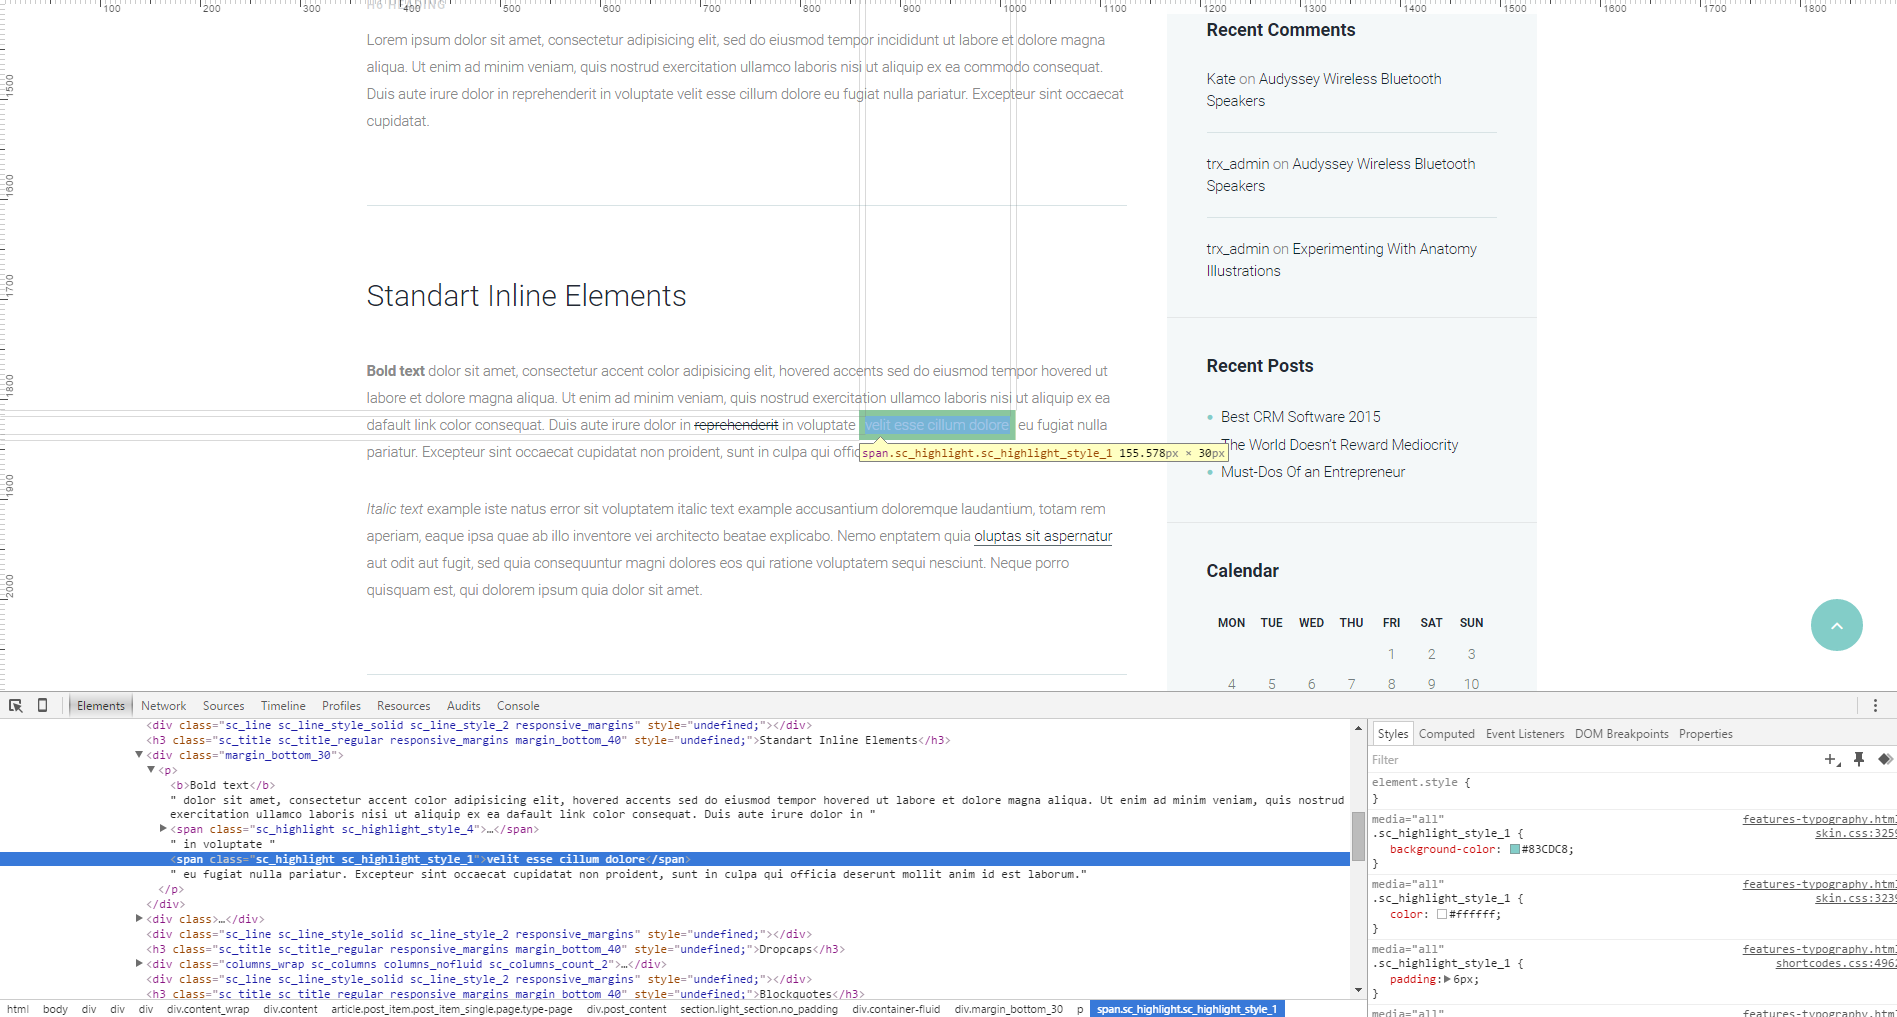 100 200 300 400 500 600 700 800 900 1000 1100 1200 1300 1400 1500 1600 1700 1800
1500
1600
1700
1800
1900
2000
H6 HEADING
Lorem ipsum dolor sit amet, consectetur adipisicing elit, sed do eiusmod tempor incididunt ut labore et dolore magna
aliqua. Ut enim ad minim veniam, quis nostrud exercitation ullamco laboris nisi ut aliquip ex ea commodo consequat.
Duis aute irure dolor in reprehenderit in voluptate velit esse cillum dolore eu fugiat nulla pariatur. Excepteur sint occaecat
cupidatat.
Standart Inline Elements
Bold text dolor sit amet, consectetur accent color adipisicing elit, hovered accents sed do eiusmod tempor hovered ut
labore et dolore magna aliqua. Ut enim ad minim veniam, quis nostrud exercitation ullamco laboris nisi ut aliquip ex ea
dafault link color consequat. Duis aute irure dolor in reprehenderit in voluptate velit esse cillum dolore eu fugiat nulla
pariatur. Excepteur sint occaecat cupidatat non proident, sunt in culpa qui offic
span.sc_highlight.sc_highlight_style_1 155.578px × 30px
Italic text example iste natus error sit voluptatem italic text example accusantium doloremque laudantium, totam rem
aperiam, eaque ipsa quae ab illo inventore vei architecto beatae explicabo. Nemo enptatem quia oluptas sit aspernatur
aut odit aut fugit, sed quia consequuntur magni dolores eos qui ratione voluptatem sequi nesciunt. Neque porro
quisquam est, qui dolorem ipsum quia dolor sit amet.
Recent Comments
Kate on Audyssey Wireless Bluetooth
Speakers
trx_admin on Audyssey Wireless Bluetooth
Speakers
trx_admin on Experimenting With Anatomy
Illustrations
Recent Posts
Best CRM Software 2015
The World Doesn't Reward Mediocrity
Must-Dos Of an Entrepreneur
Calendar
MON TUE WED THU FRI SAT SUN
1 2 3
4 5 6 7 8 9 10
Elements Network Sources Timeline Profiles Resources Audits Console
<div class="sc_line sc_line_style_solid sc_line_style_2 responsive_margins" style="undefined;"></div>
<h3 class="sc_title sc_title_regular responsive_margins margin_bottom_40" style="undefined;">Standart Inline Elements</h3>
<div class="margin_bottom_30">
<p>
<b>Bold text</b>
" dolor sit amet, consectetur accent color adipisicing elit, hovered accents sed do eiusmod tempor hovered ut labore et dolore magna aliqua. Ut enim ad minim veniam, quis nostrud
exercitation ullamco laboris nisi ut aliquip ex ea dafault link color consequat. Duis aute irure dolor in "
<span class="sc_highlight sc_highlight_style_4">…</span>
" in voluptate "
<span class="sc_highlight sc_highlight_style_1">velit esse cillum dolore</span>
" eu fugiat nulla pariatur. Excepteur sint occaecat cupidatat non proident, sunt in culpa qui officia deserunt mollit anim id est laborum."
</p>
</div>
<div class>…</div>
<div class="sc_line sc_line_style_solid sc_line_style_2 responsive_margins" style="undefined;"></div>
<h3 class="sc_title sc_title_regular responsive_margins margin_bottom_40" style="undefined;">Dropcaps</h3>
<div class="columns_wrap sc_columns columns_nofluid sc_columns_count_2">…</div>
<div class="sc_line sc_line_style_solid sc_line_style_2 responsive_margins" style="undefined;"></div>
<h3 class="sc_title sc_title_regular responsive_margins margin_bottom_40" style="undefined;">Blockquotes</h3>
html body div div div div.content_wrap div.content article.post_item.post_item_single.page.type-page div.post_content section.light_section.no_padding div.container-fluid div.margin_bottom_30 p span.sc_highlight.sc_highlight_style_1
Styles Computed Event Listeners DOM Breakpoints Properties
Filter
element.style {
}
media="all" features-typography.html
.sc_highlight_style_1 { skin.css:3259
background-color: #83CDC8;
}
media="all" features-typography.html
.sc_highlight_style_1 { skin.css:3239
color: #ffffff;
}
media="all" features-typography.html
.sc_highlight_style_1 { shortcodes.css:4962
padding: 6px;
}
media="all" features-typography.html